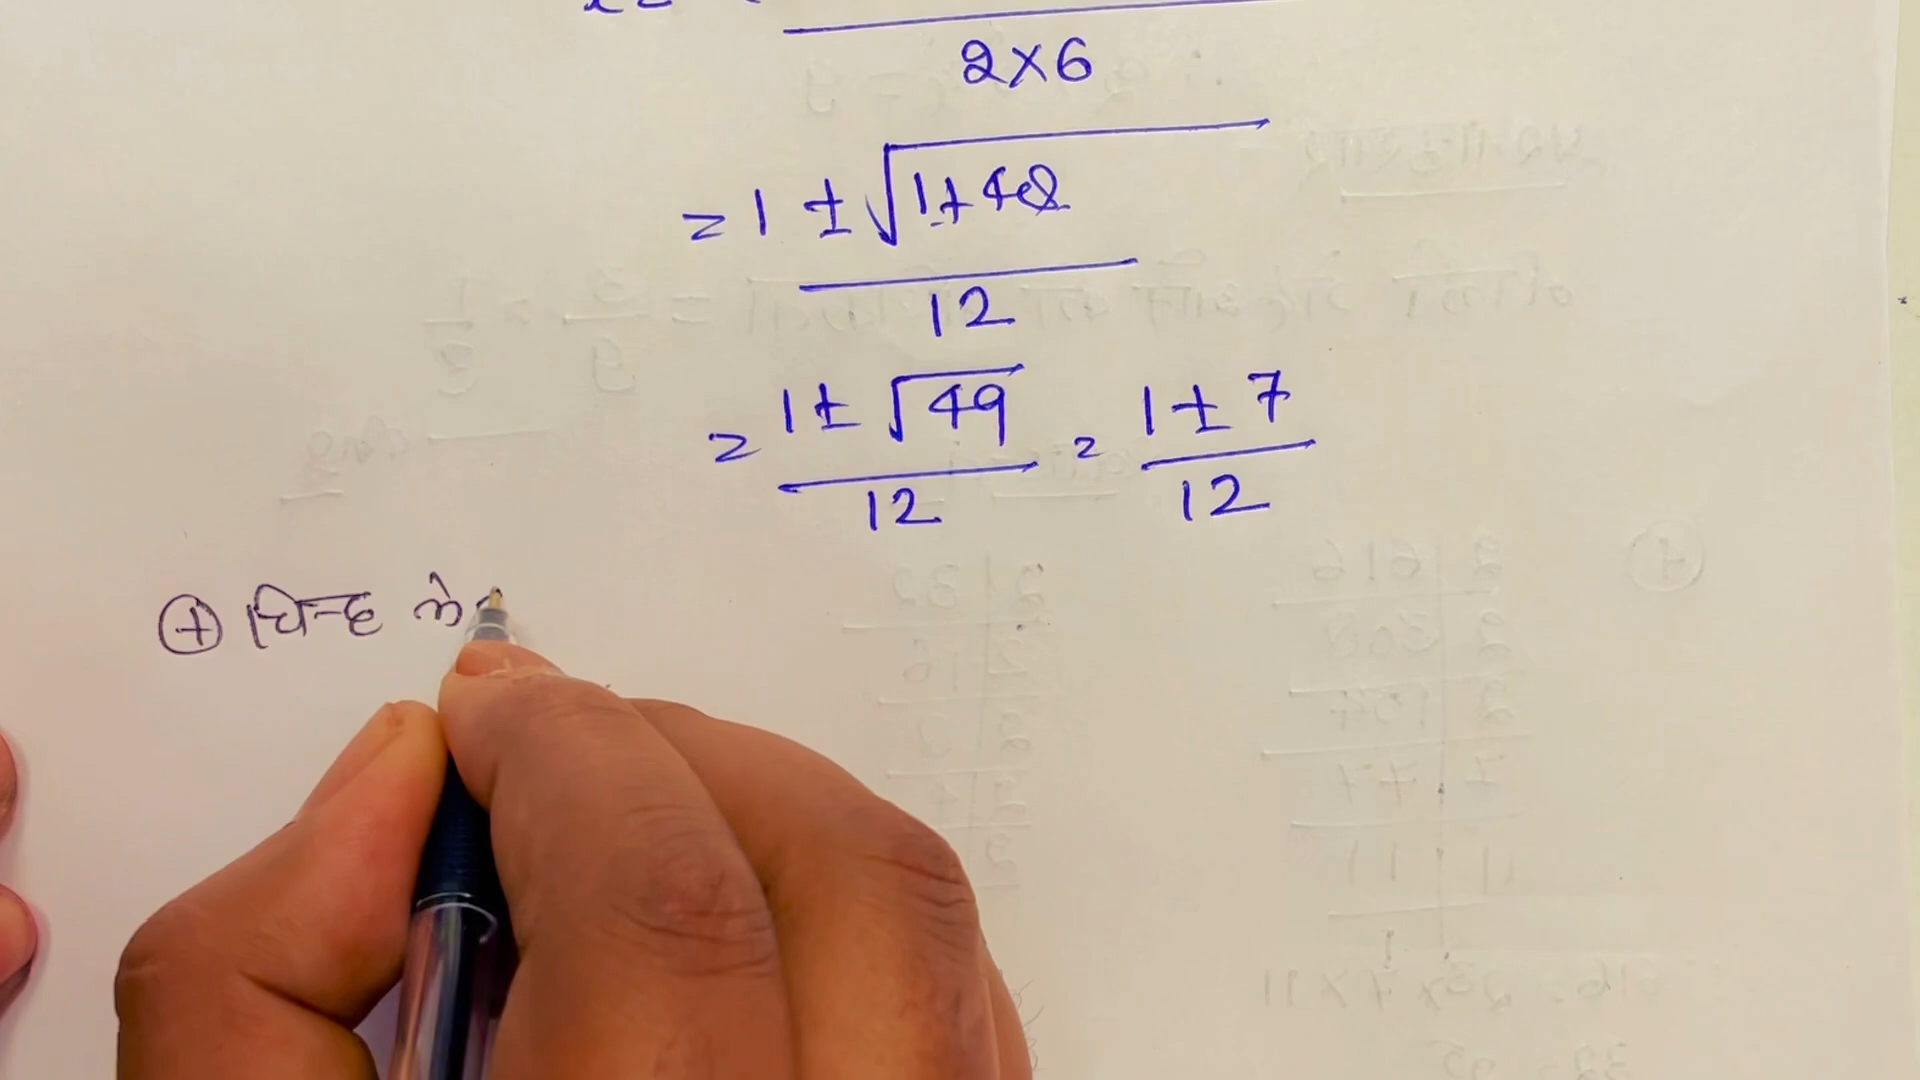 2×6
= 1 ± √1+48
12
= 1 ± √49 = 1 ± 7
12 12
⊕ चिन्ह ले